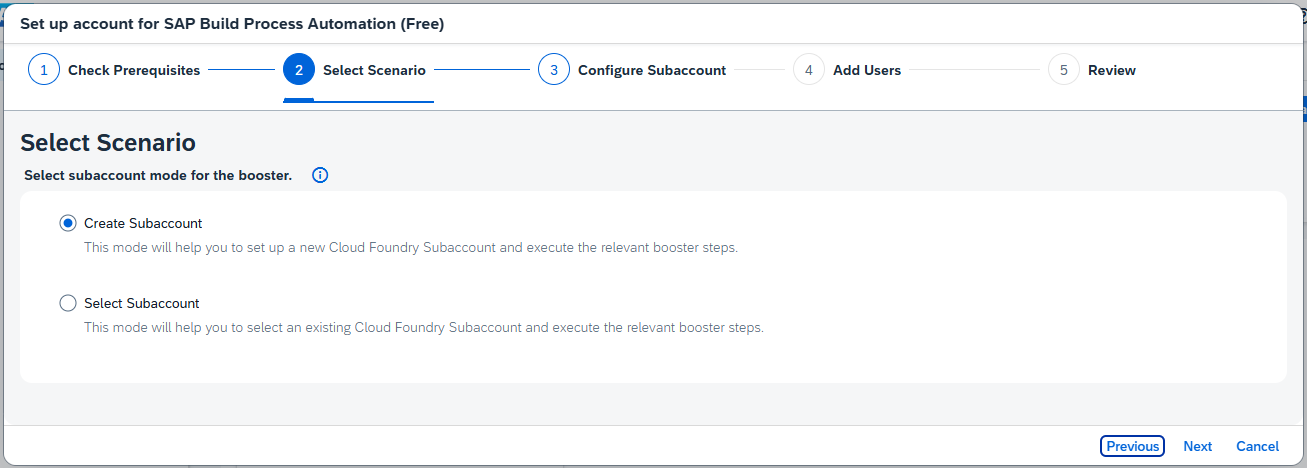 Set up account for SAP Build Process Automation (Free)
1 Check Prerequisites 2 Select Scenario 3 Configure Subaccount 4 Add Users 5 Review
Select Scenario
Select subaccount mode for the booster.
Create Subaccount
This mode will help you to set up a new Cloud Foundry Subaccount and execute the relevant booster steps.
Select Subaccount
This mode will help you to select an existing Cloud Foundry Subaccount and execute the relevant booster steps.
Previous Next Cancel